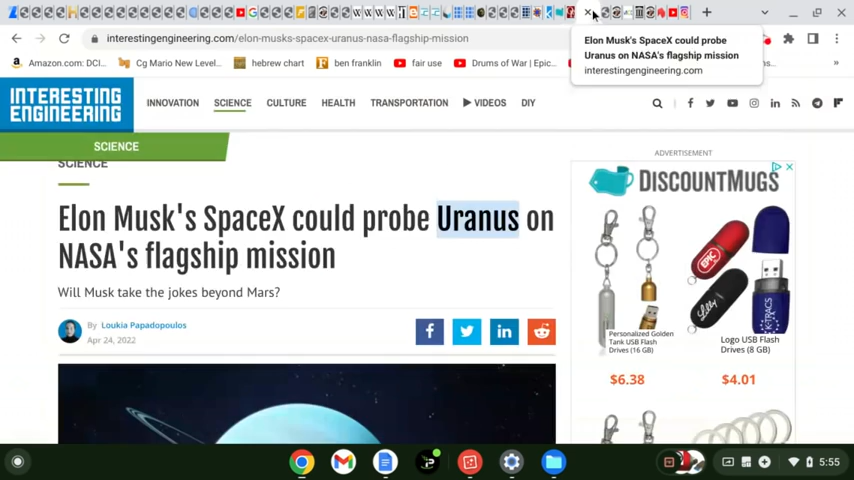 Elon Musk's SpaceX could probe
Uranus on NASA's flagship mission
interestingengineering.com
interestingengineering.com/elon-musks-spacex-uranus-nasa-flagship-mission
Amazon.com: DCI...
Cg Mario New Level...
hebrew chart
ben franklin
fair use
Drums of War | Epic...
»
INTERESTING
ENGINEERING
INNOVATION
SCIENCE
CULTURE
HEALTH
TRANSPORTATION
VIDEOS
DIY
SCIENCE
SCIENCE
Elon Musk's SpaceX could probe Uranus on
NASA's flagship mission
Will Musk take the jokes beyond Mars?
By Loukia Papadopoulos
Apr 24, 2022
ADVERTISEMENT
DISCOUNTMUGS
EPIC
Lilly
K-TRACS
Personalized Golden
Tank USB Flash
Drives (16 GB)
Logo USB Flash
Drives (8 GB)
$6.38
$4.01
5:55